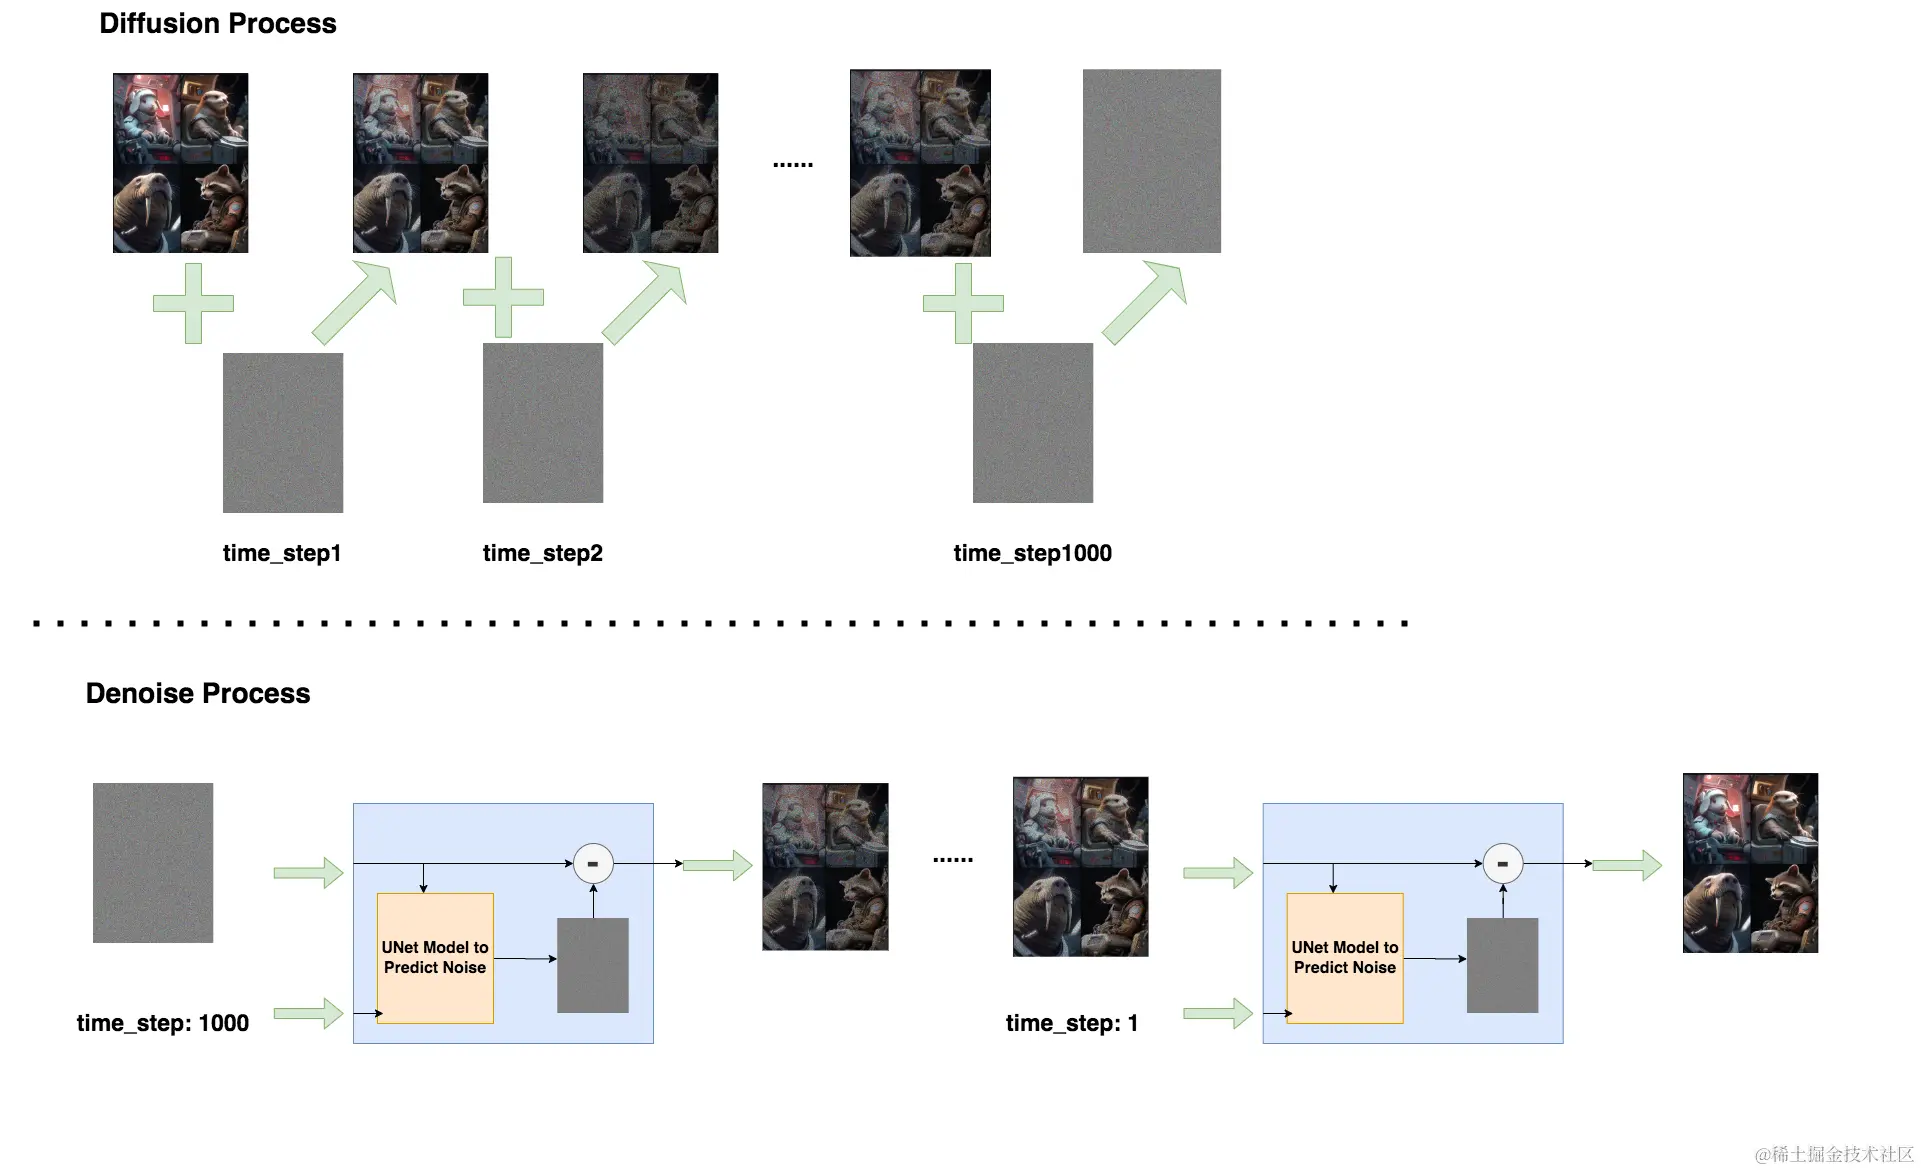 Diffusion Process
......
time_step1
time_step2
time_step1000
Denoise Process
......
-
-
UNet Model to
Predict Noise
UNet Model to
Predict Noise
time_step: 1000
time_step: 1
@稀土掘金技术社区